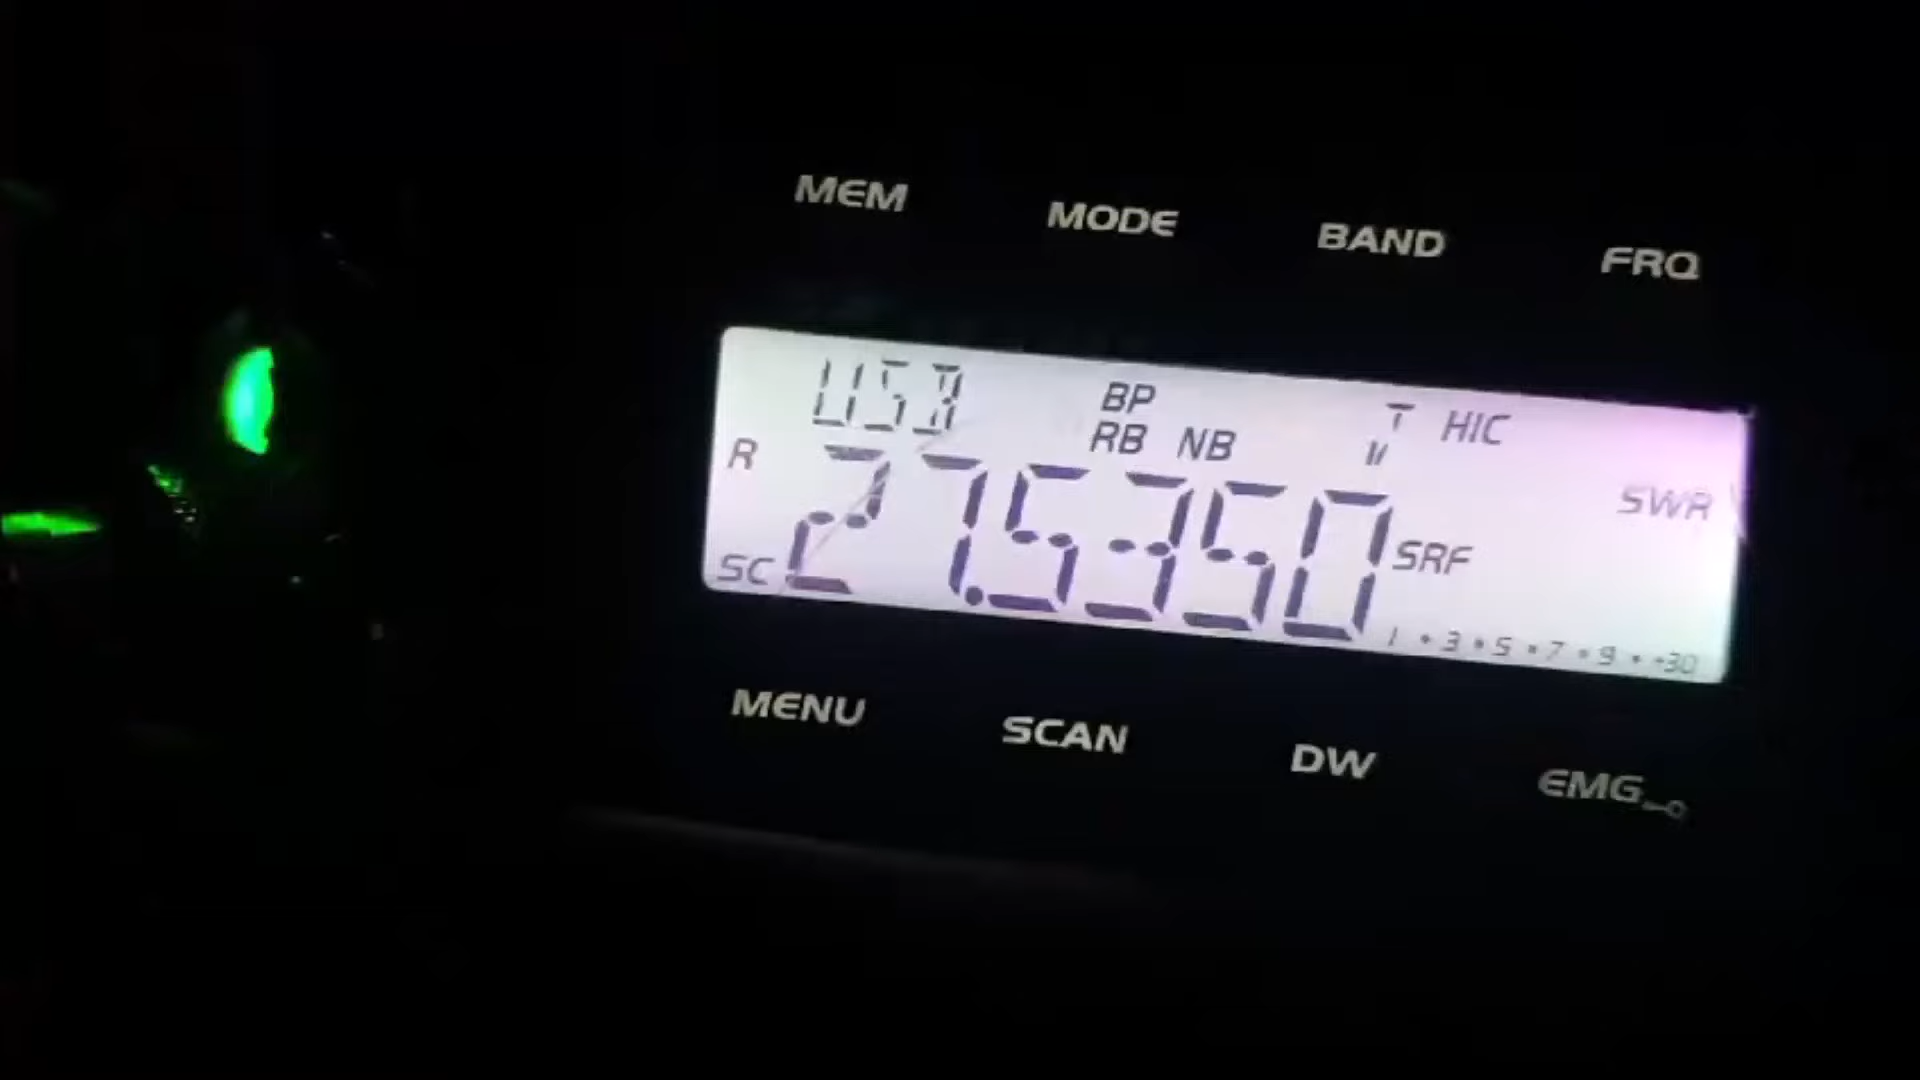 MEM MODE BAND FRQ
USB BP HIC
RB NB
R SWR
SC 27.5350 SRF
1 • 3 • 5 • 7 • 9 • +30
MENU SCAN DW EMG